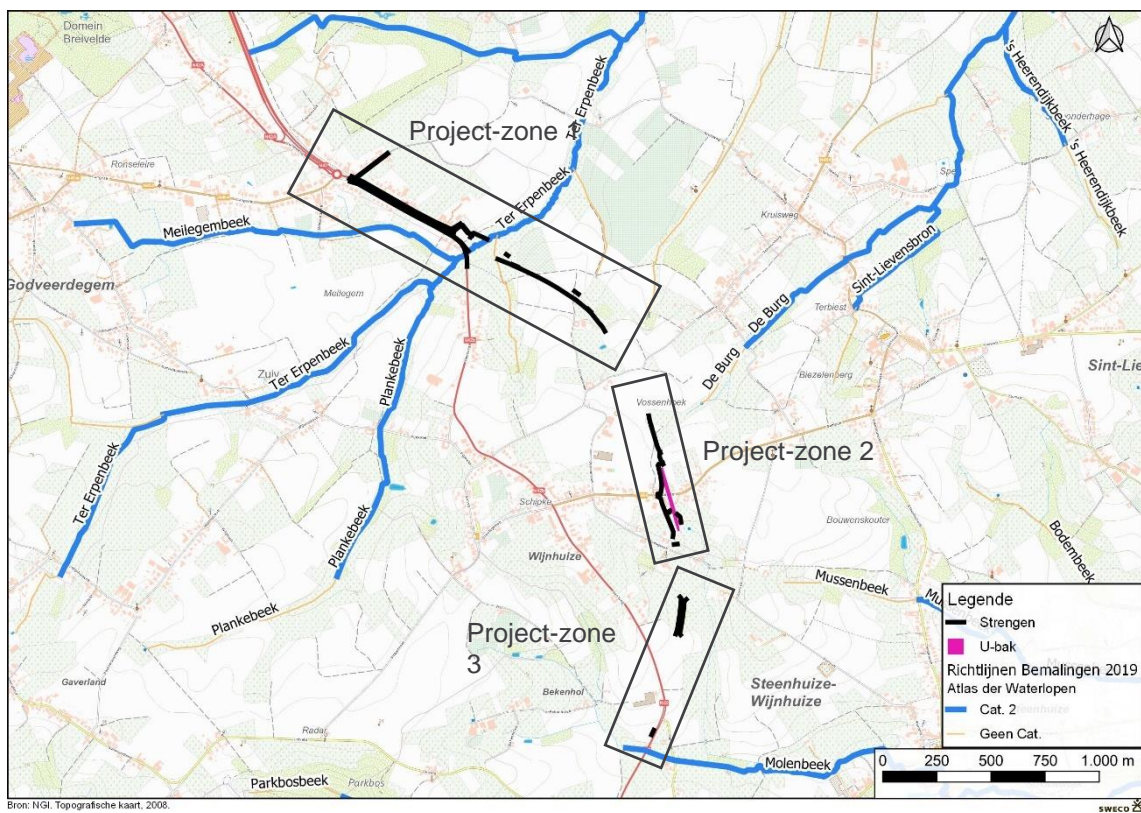 Domein
Breivelde
Project-zone
Ter Erpenbeek
's Heerendijkbeek
's Heerendijkbeek
Ronseleire
Meilegembeek
Ter Erpenbeek
Kruisweg
Sint-Lievensbron
Godveerdegem
Meilegem
De Burg
Terbiest
De Burg
Ter Erpenbeek
Zuiv
Plankebeek
Biezelenberg
Sint-Lie
Vossenhoek
Project-zone 2
Ter Erpenbeek
Schipke
Bouwenskouter
Plankebeek
Wijnhuize
Mussenbeek
Bodembeek
Plankebeek
Project-zone
3
Gaverland
Bekenhof
Steenhuize-
Wijnhuize
Radar
Molenbeek
Parkbosbeek
Parkbos
Legende
Strengen
U-bak
Richtlijnen Bemalingen 2019
Atlas der Waterlopen
Cat. 2
Geen Cat.
0 250 500 750 1.000 m
Bron: NGI. Topografische kaart, 2008.
SWECO